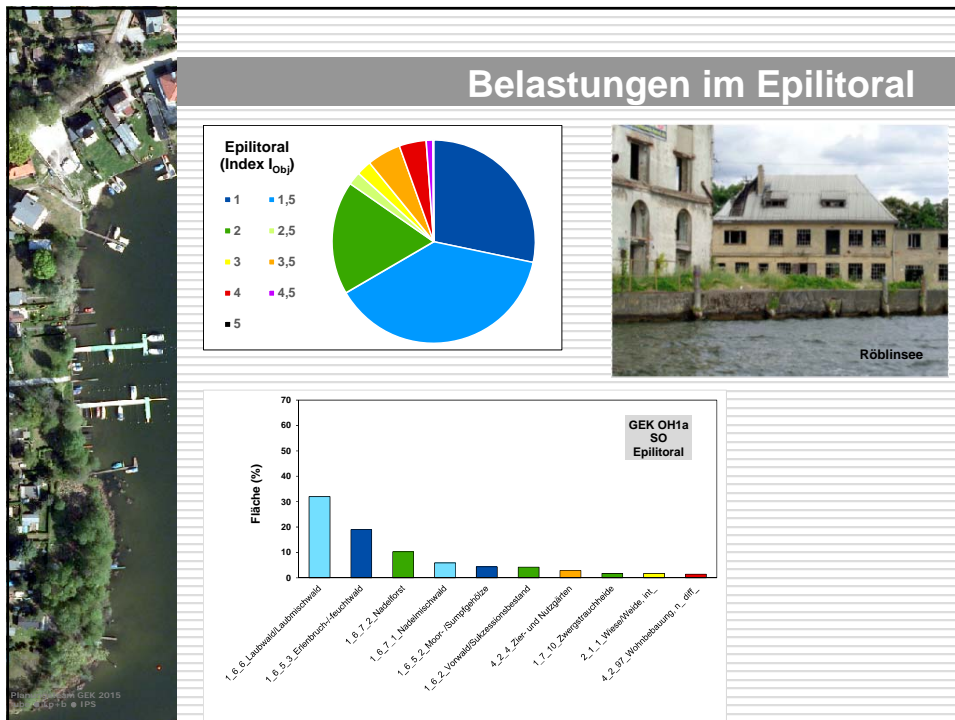 Belastungen im Epilitoral
Epilitoral
(Index IObj)
1
1,5
2
2,5
3
3,5
4
4,5
5
Röblinsee
70
60
50
40
30
20
10
0
Fläche (%)
GEK OH1a
SO
Epilitoral
1_6_6_Laubwald/Laubmischwald
1_6_5_3_Erlenbruch-/-feuchtwald
1_6_7_2_Nadelforst
1_6_7_1_Nadelmischwald
1_6_5_2_Moor- /Sumpfgehölze
1_6_2_Vorwald/Sukzessionsbestand
4_2_4_Zier- und Nutzgärten
1_7_10_Zwergstrauchheide
2_1_1_Wiese/Weide, int_
4_2_97_Wohnbebauung, n_ diff_
GEK 2015
IPS